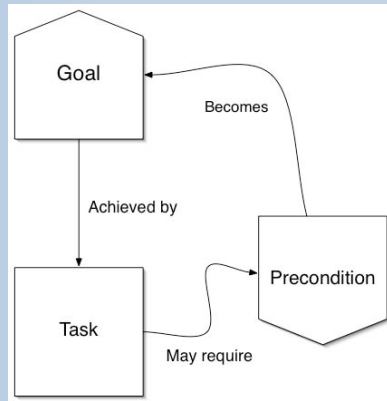 Goal
Becomes
Achieved by
Precondition
Task
May require